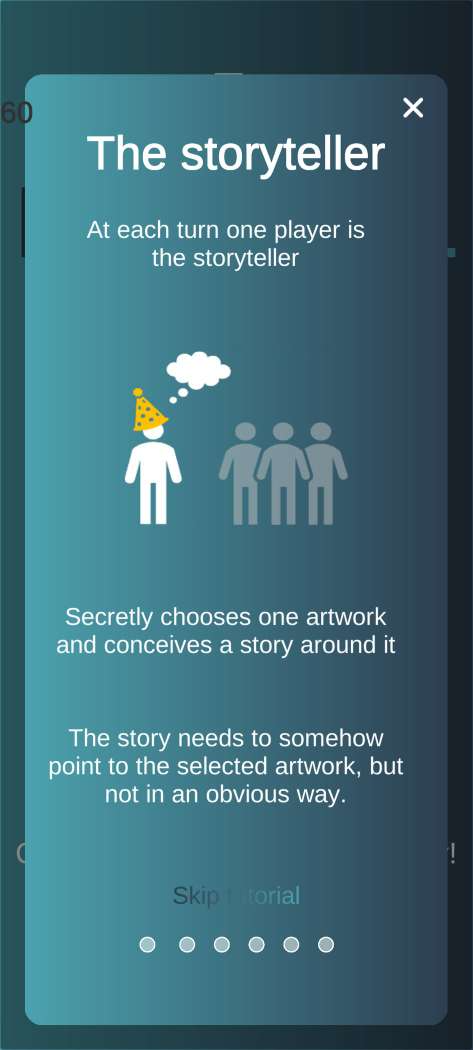 60
The storyteller
At each turn one player is
the storyteller
Secretly chooses one artwork
and conceives a story around it
The story needs to somehow
point to the selected artwork, but
not in an obvious way.
Skip tutorial